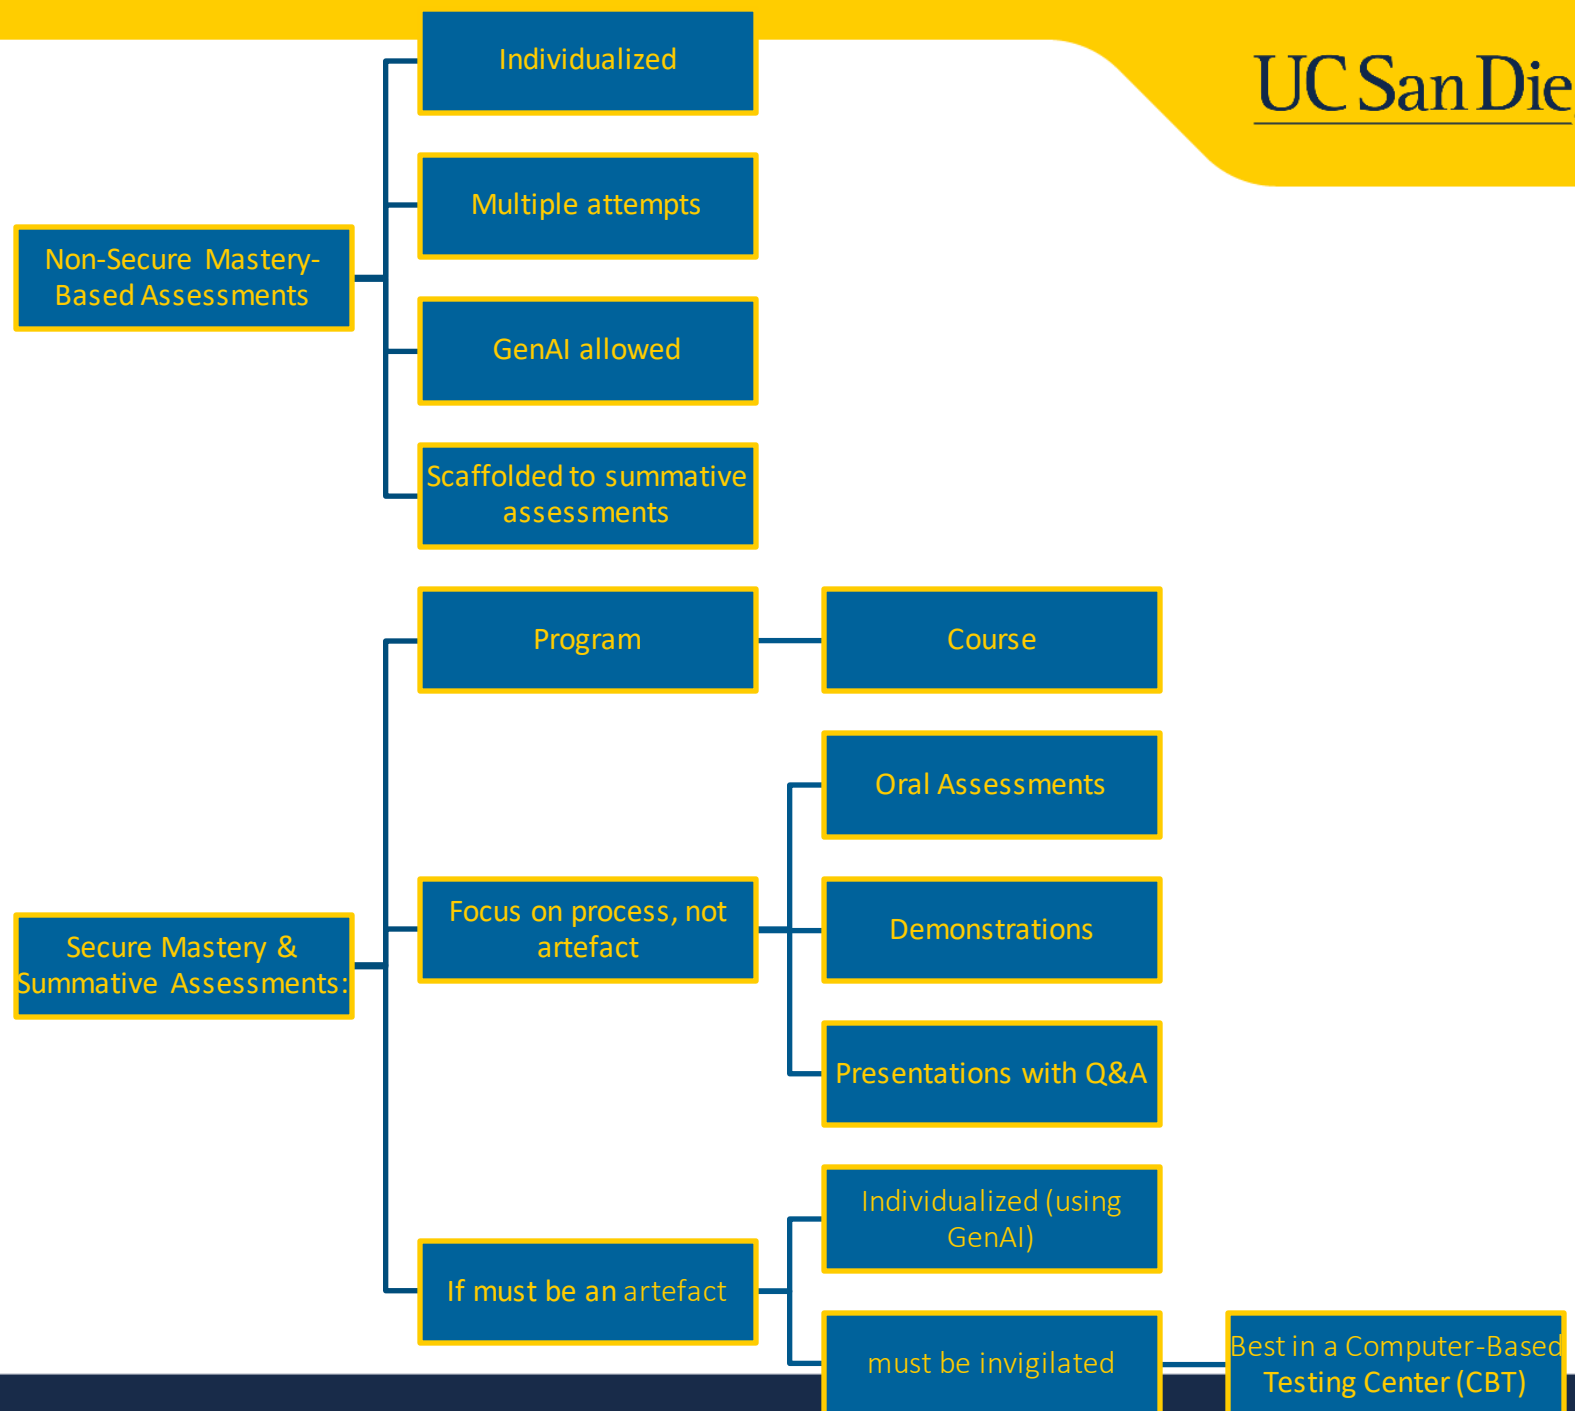 UC San Die
Individualized
Multiple attempts
Non-Secure Mastery-
Based Assessments
GenAI allowed
Scaffolded to summative
assessments
Program
Course
Oral Assessments
Focus on process, not
artefact
Demonstrations
Secure Mastery &
Summative Assessments:
Presentations with Q&A
Individualized (using
GenAI)
If must be an artefact
must be invigilated
Best in a Computer-Based
Testing Center (CBT)